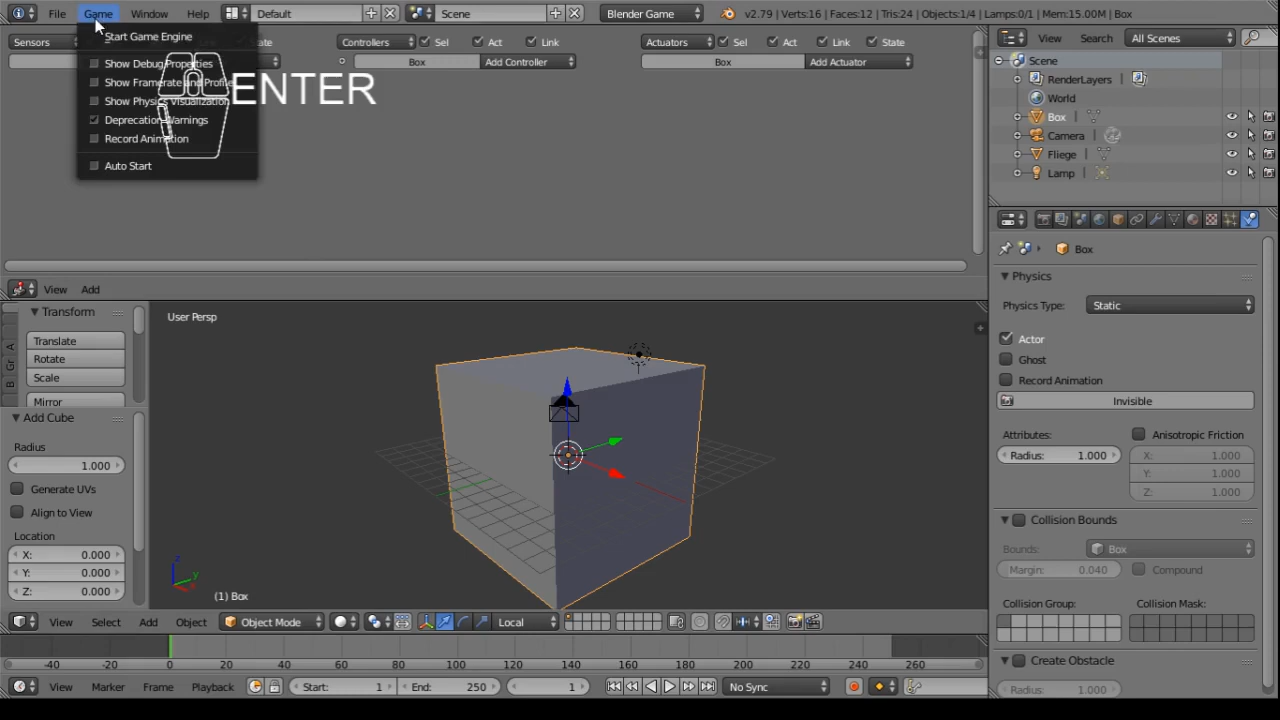 File Game Window Help Default Scene Blender Game v2.79 | Verts:16 | Faces:12 | Tris:24 | Objects:1/4 | Lamps:0/1 | Mem:15.00M | Box
Sensors State Controllers Sel Act Link Actuators Sel Act Link State
Box Add Controller Box Add Actuator
Start Game Engine
Show Debug Properties
Show Framerate and Profile
Show Physics Visualization
Deprecation Warnings
Record Animation
Auto Start
ENTER
View Search All Scenes
Scene
RenderLayers
World
Box
Camera
Fliege
Lamp
Box
Physics
Physics Type: Static
Actor
Ghost
Record Animation
Invisible
Attributes: Anisotropic Friction
Radius: 1.000 X: 1.000
Y: 1.000
Z: 1.000
Collision Bounds
Bounds: Box
Margin: 0.040 Compound
Collision Group: Collision Mask:
Create Obstacle
Radius: 1.000
View Add
Transform
Translate
Rotate
Scale
Mirror
A
Gr
B
Add Cube
Radius
1.000
Generate UVs
Align to View
Location
X: 0.000
Y: 0.000
Z: 0.000
User Persp
z
y
(1) Box
View Select Add Object Object Mode Local
-40 -20 0 20 40 60 80 100 120 140 160 180 200 220 240 260
View Marker Frame Playback Start: 1 End: 250 1 No Sync